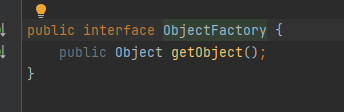 public interface ObjectFactory {
    public Object getObject();
}